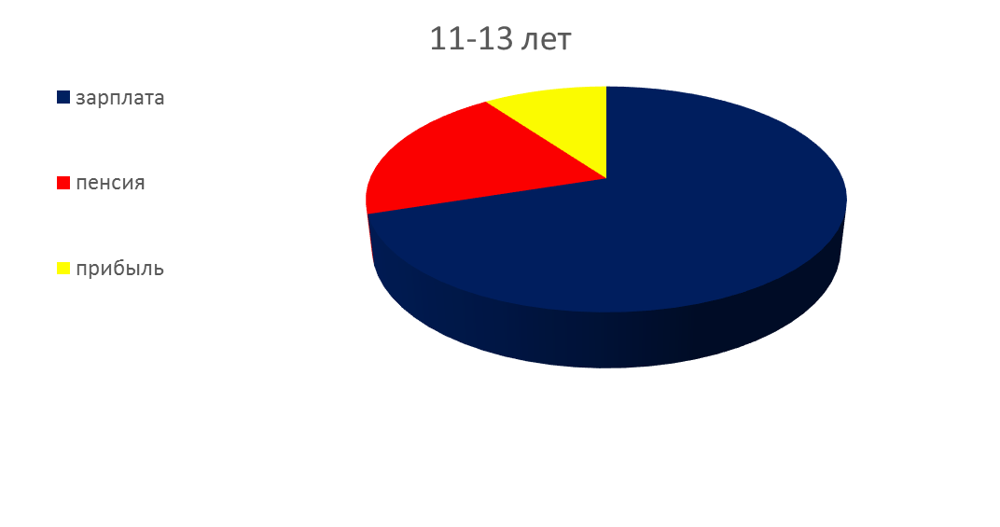 11-13 лет
зарплата
пенсия
прибыль